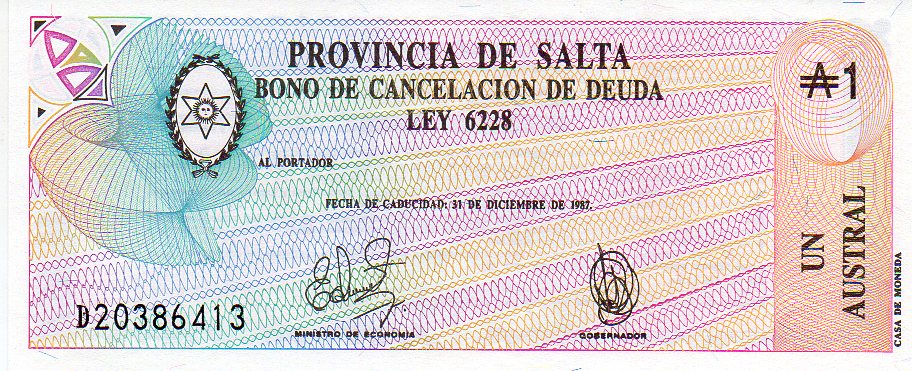 PROVINCIA DE SALTA
BONO DE CANCELACION DE DEUDA
LEY 6228
₳1
AL PORTADOR
FECHA DE CADUCIDAD: 31 DE DICIEMBRE DE 1987.
UN
AUSTRAL
D20386413
MINISTRO DE ECONOMIA
GOBERNADOR
CASA DE MONEDA